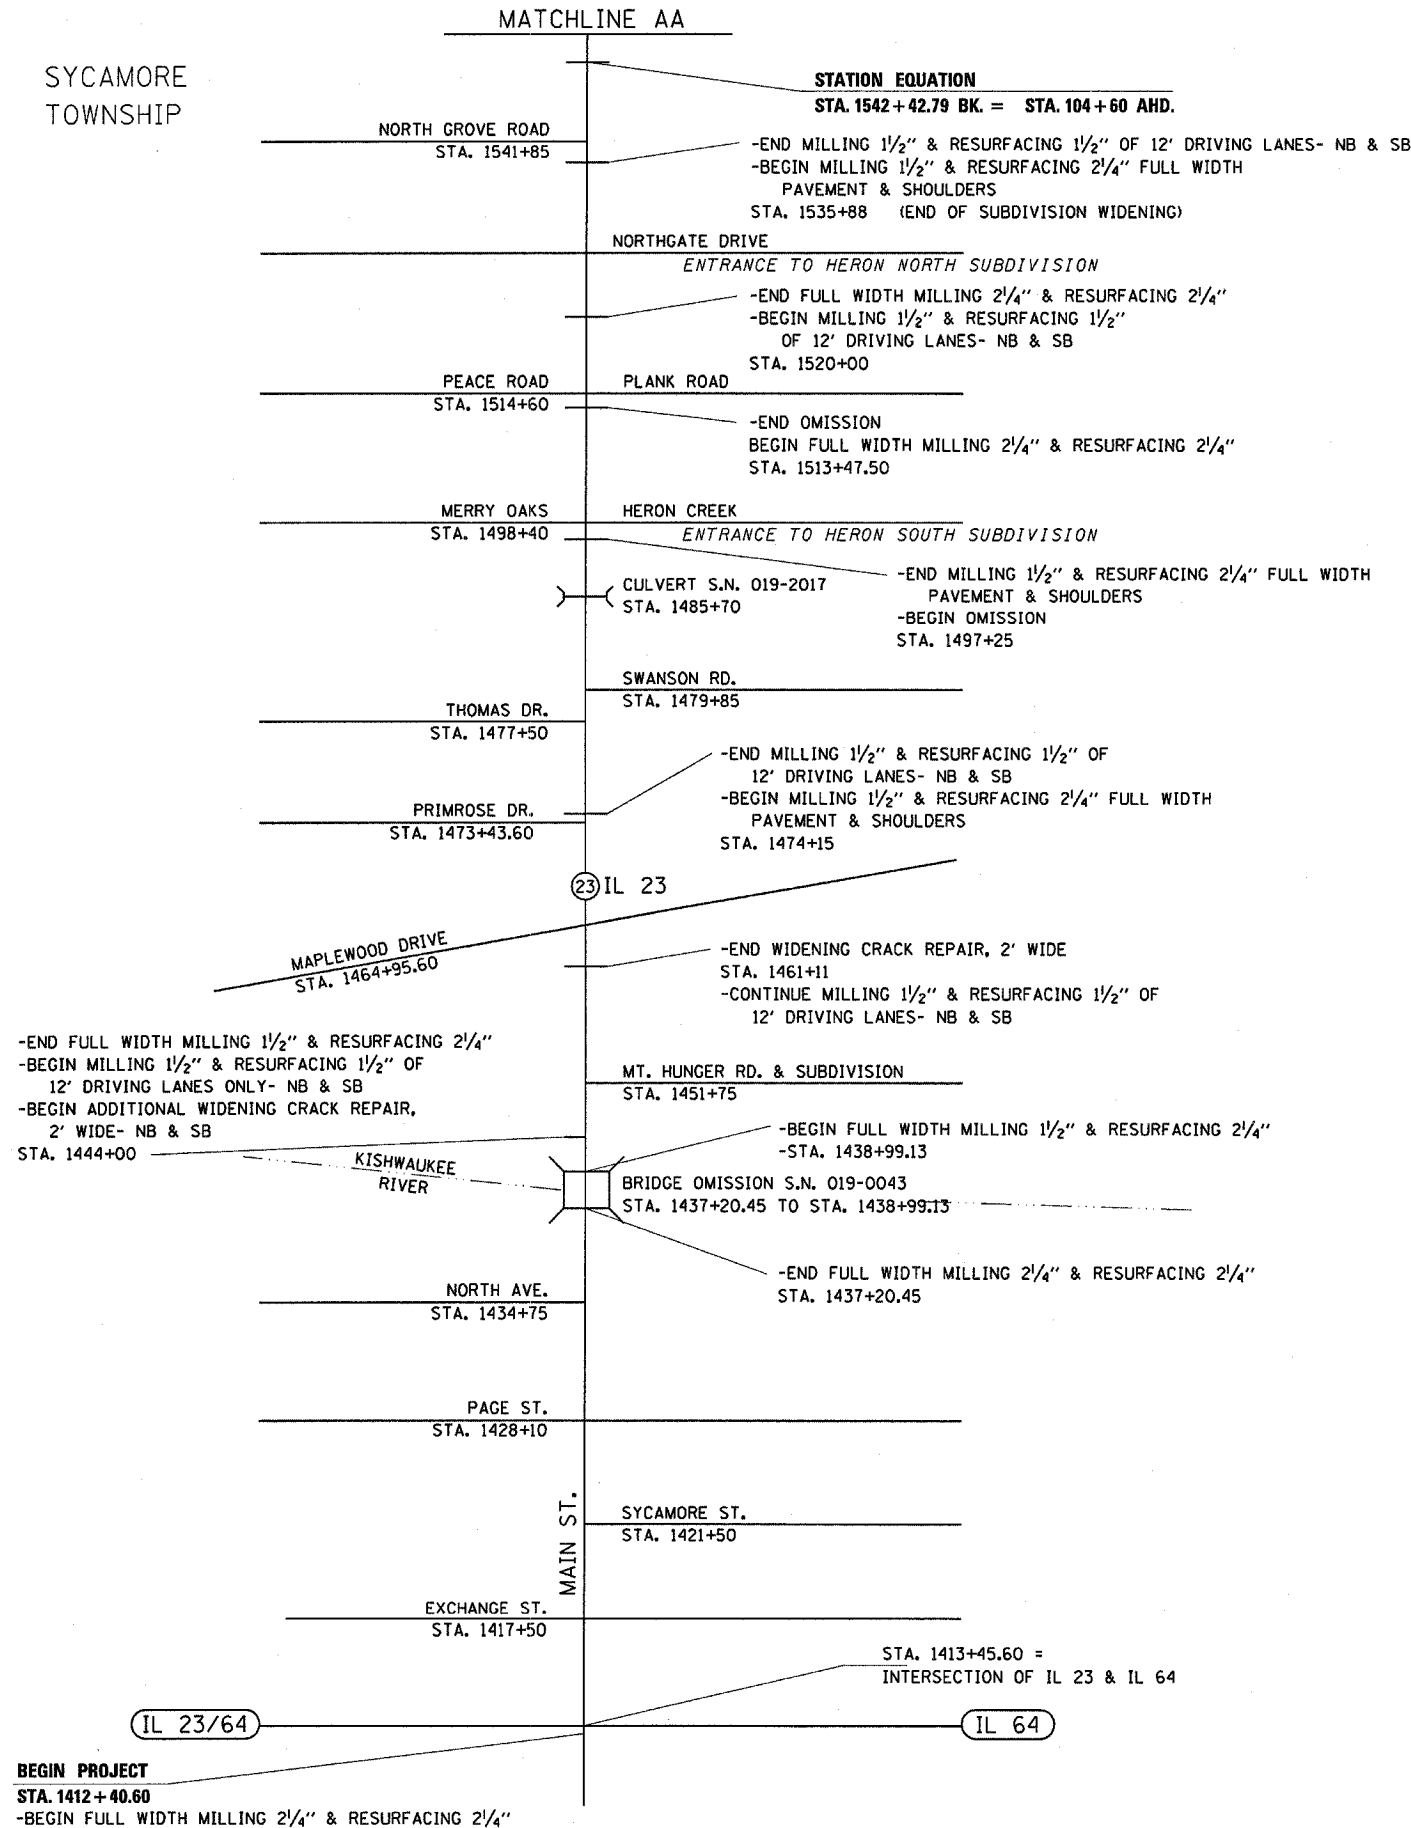 MATCHLINE AA
SYCAMORE
TOWNSHIP
STATION EQUATION
STA. 1542+42.79 BK. = STA. 104+60 AHD.
NORTH GROVE ROAD
STA. 1541+85
-END MILLING 1½" & RESURFACING 1½" OF 12' DRIVING LANES- NB & SB
-BEGIN MILLING 1½" & RESURFACING 2¼" FULL WIDTH
PAVEMENT & SHOULDERS
STA. 1535+88 (END OF SUBDIVISION WIDENING)
NORTHGATE DRIVE
ENTRANCE TO HERON NORTH SUBDIVISION
-END FULL WIDTH MILLING 2¼" & RESURFACING 2¼"
-BEGIN MILLING 1½" & RESURFACING 1½"
OF 12' DRIVING LANES- NB & SB
STA. 1520+00
PEACE ROAD
STA. 1514+60
PLANK ROAD
-END OMISSION
BEGIN FULL WIDTH MILLING 2¼" & RESURFACING 2¼"
STA. 1513+47.50
MERRY OAKS
STA. 1498+40
HERON CREEK
ENTRANCE TO HERON SOUTH SUBDIVISION
-END MILLING 1½" & RESURFACING 2¼" FULL WIDTH
PAVEMENT & SHOULDERS
-BEGIN OMISSION
STA. 1497+25
CULVERT S.N. 019-2017
STA. 1485+70
SWANSON RD.
STA. 1479+85
THOMAS DR.
STA. 1477+50
-END MILLING 1½" & RESURFACING 1½" OF
12' DRIVING LANES- NB & SB
-BEGIN MILLING 1½" & RESURFACING 2¼" FULL WIDTH
PAVEMENT & SHOULDERS
STA. 1474+15
PRIMROSE DR.
STA. 1473+43.60
23 IL 23
MAPLEWOOD DRIVE
STA. 1464+95.60
-END WIDENING CRACK REPAIR, 2' WIDE
STA. 1461+11
-CONTINUE MILLING 1½" & RESURFACING 1½" OF
12' DRIVING LANES- NB & SB
-END FULL WIDTH MILLING 1½" & RESURFACING 2¼"
-BEGIN MILLING 1½" & RESURFACING 1½" OF
12' DRIVING LANES ONLY- NB & SB
-BEGIN ADDITIONAL WIDENING CRACK REPAIR,
2' WIDE- NB & SB
STA. 1444+00
MT. HUNGER RD. & SUBDIVISION
STA. 1451+75
-BEGIN FULL WIDTH MILLING 1½" & RESURFACING 2¼"
-STA. 1438+99.13
KISHWAUKEE
RIVER
BRIDGE OMISSION S.N. 019-0043
STA. 1437+20.45 TO STA. 1438+99.13
-END FULL WIDTH MILLING 2¼" & RESURFACING 2¼"
STA. 1437+20.45
NORTH AVE.
STA. 1434+75
PAGE ST.
STA. 1428+10
MAIN ST.
SYCAMORE ST.
STA. 1421+50
EXCHANGE ST.
STA. 1417+50
STA. 1413+45.60 =
INTERSECTION OF IL 23 & IL 64
IL 23/64
IL 64
BEGIN PROJECT
STA. 1412+40.60
-BEGIN FULL WIDTH MILLING 2¼" & RESURFACING 2¼"